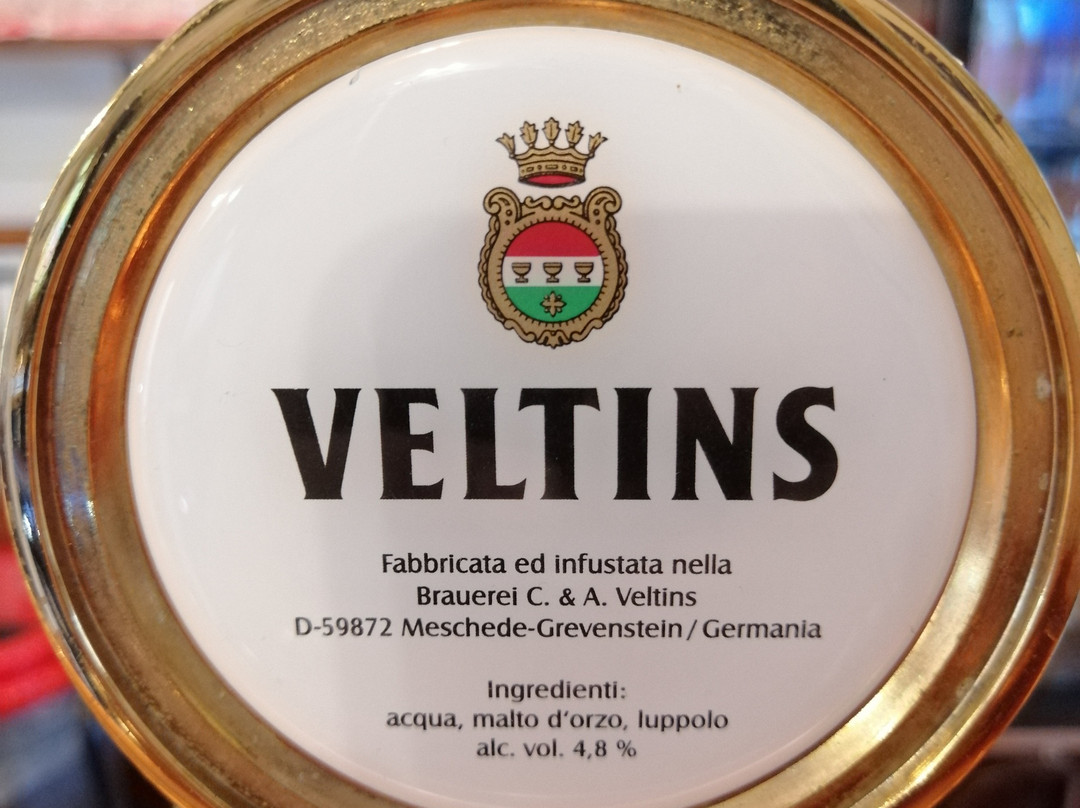 VELTINS
Fabbricata ed infustata nella
Brauerei C. & A. Veltins
D-59872 Meschede-Grevenstein / Germania
Ingredienti:
acqua, malto d'orzo, luppolo
alc. vol. 4,8 %